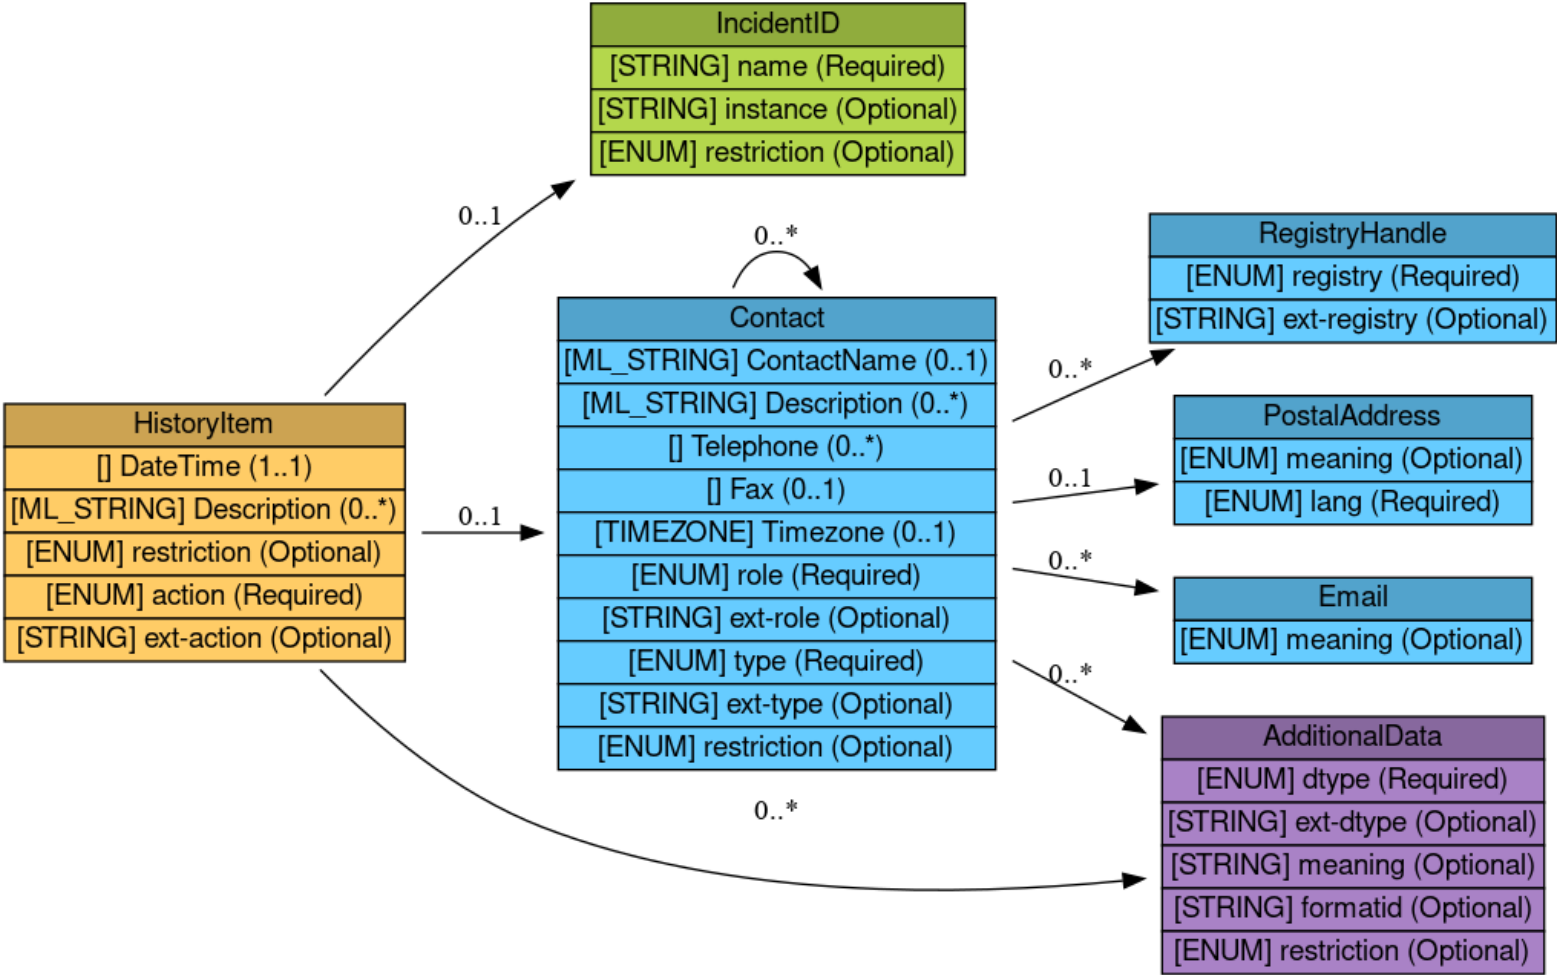 IncidentID
[STRING] name (Required)
[STRING] instance (Optional)
[ENUM] restriction (Optional)
0..1
0..*
RegistryHandle
[ENUM] registry (Required)
[STRING] ext-registry (Optional)
Contact
[ML_STRING] ContactName (0..1)
[ML_STRING] Description (0..*)
[] Telephone (0..*)
[] Fax (0..1)
[TIMEZONE] Timezone (0..1)
[ENUM] role (Required)
[STRING] ext-role (Optional)
[ENUM] type (Required)
[STRING] ext-type (Optional)
[ENUM] restriction (Optional)
0..*
PostalAddress
[ENUM] meaning (Optional)
[ENUM] lang (Required)
0..1
HistoryItem
[] DateTime (1..1)
[ML_STRING] Description (0..*)
[ENUM] restriction (Optional)
[ENUM] action (Required)
[STRING] ext-action (Optional)
0..1
0..*
Email
[ENUM] meaning (Optional)
0..*
AdditionalData
[ENUM] dtype (Required)
[STRING] ext-dtype (Optional)
[STRING] meaning (Optional)
[STRING] formatid (Optional)
[ENUM] restriction (Optional)
0..*